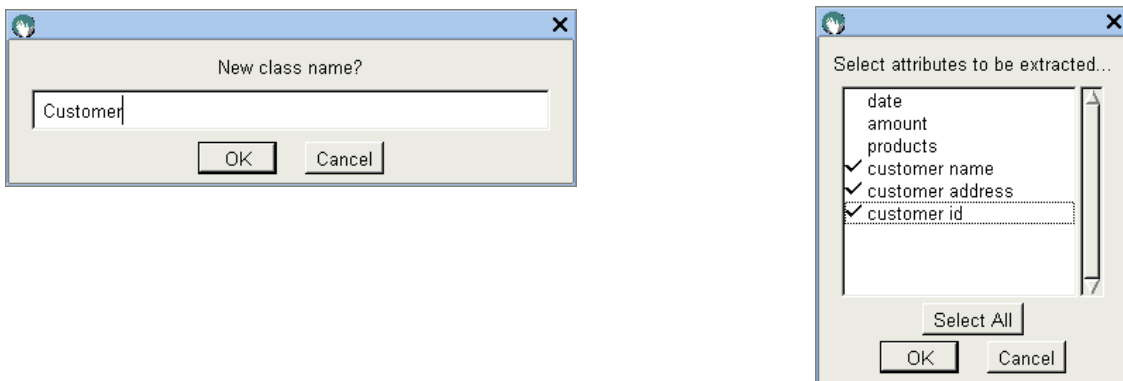 New class name?
Customer
OK Cancel
Select attributes to be extracted...
date
amount
products
customer name
customer address
customer id
Select All
OK Cancel